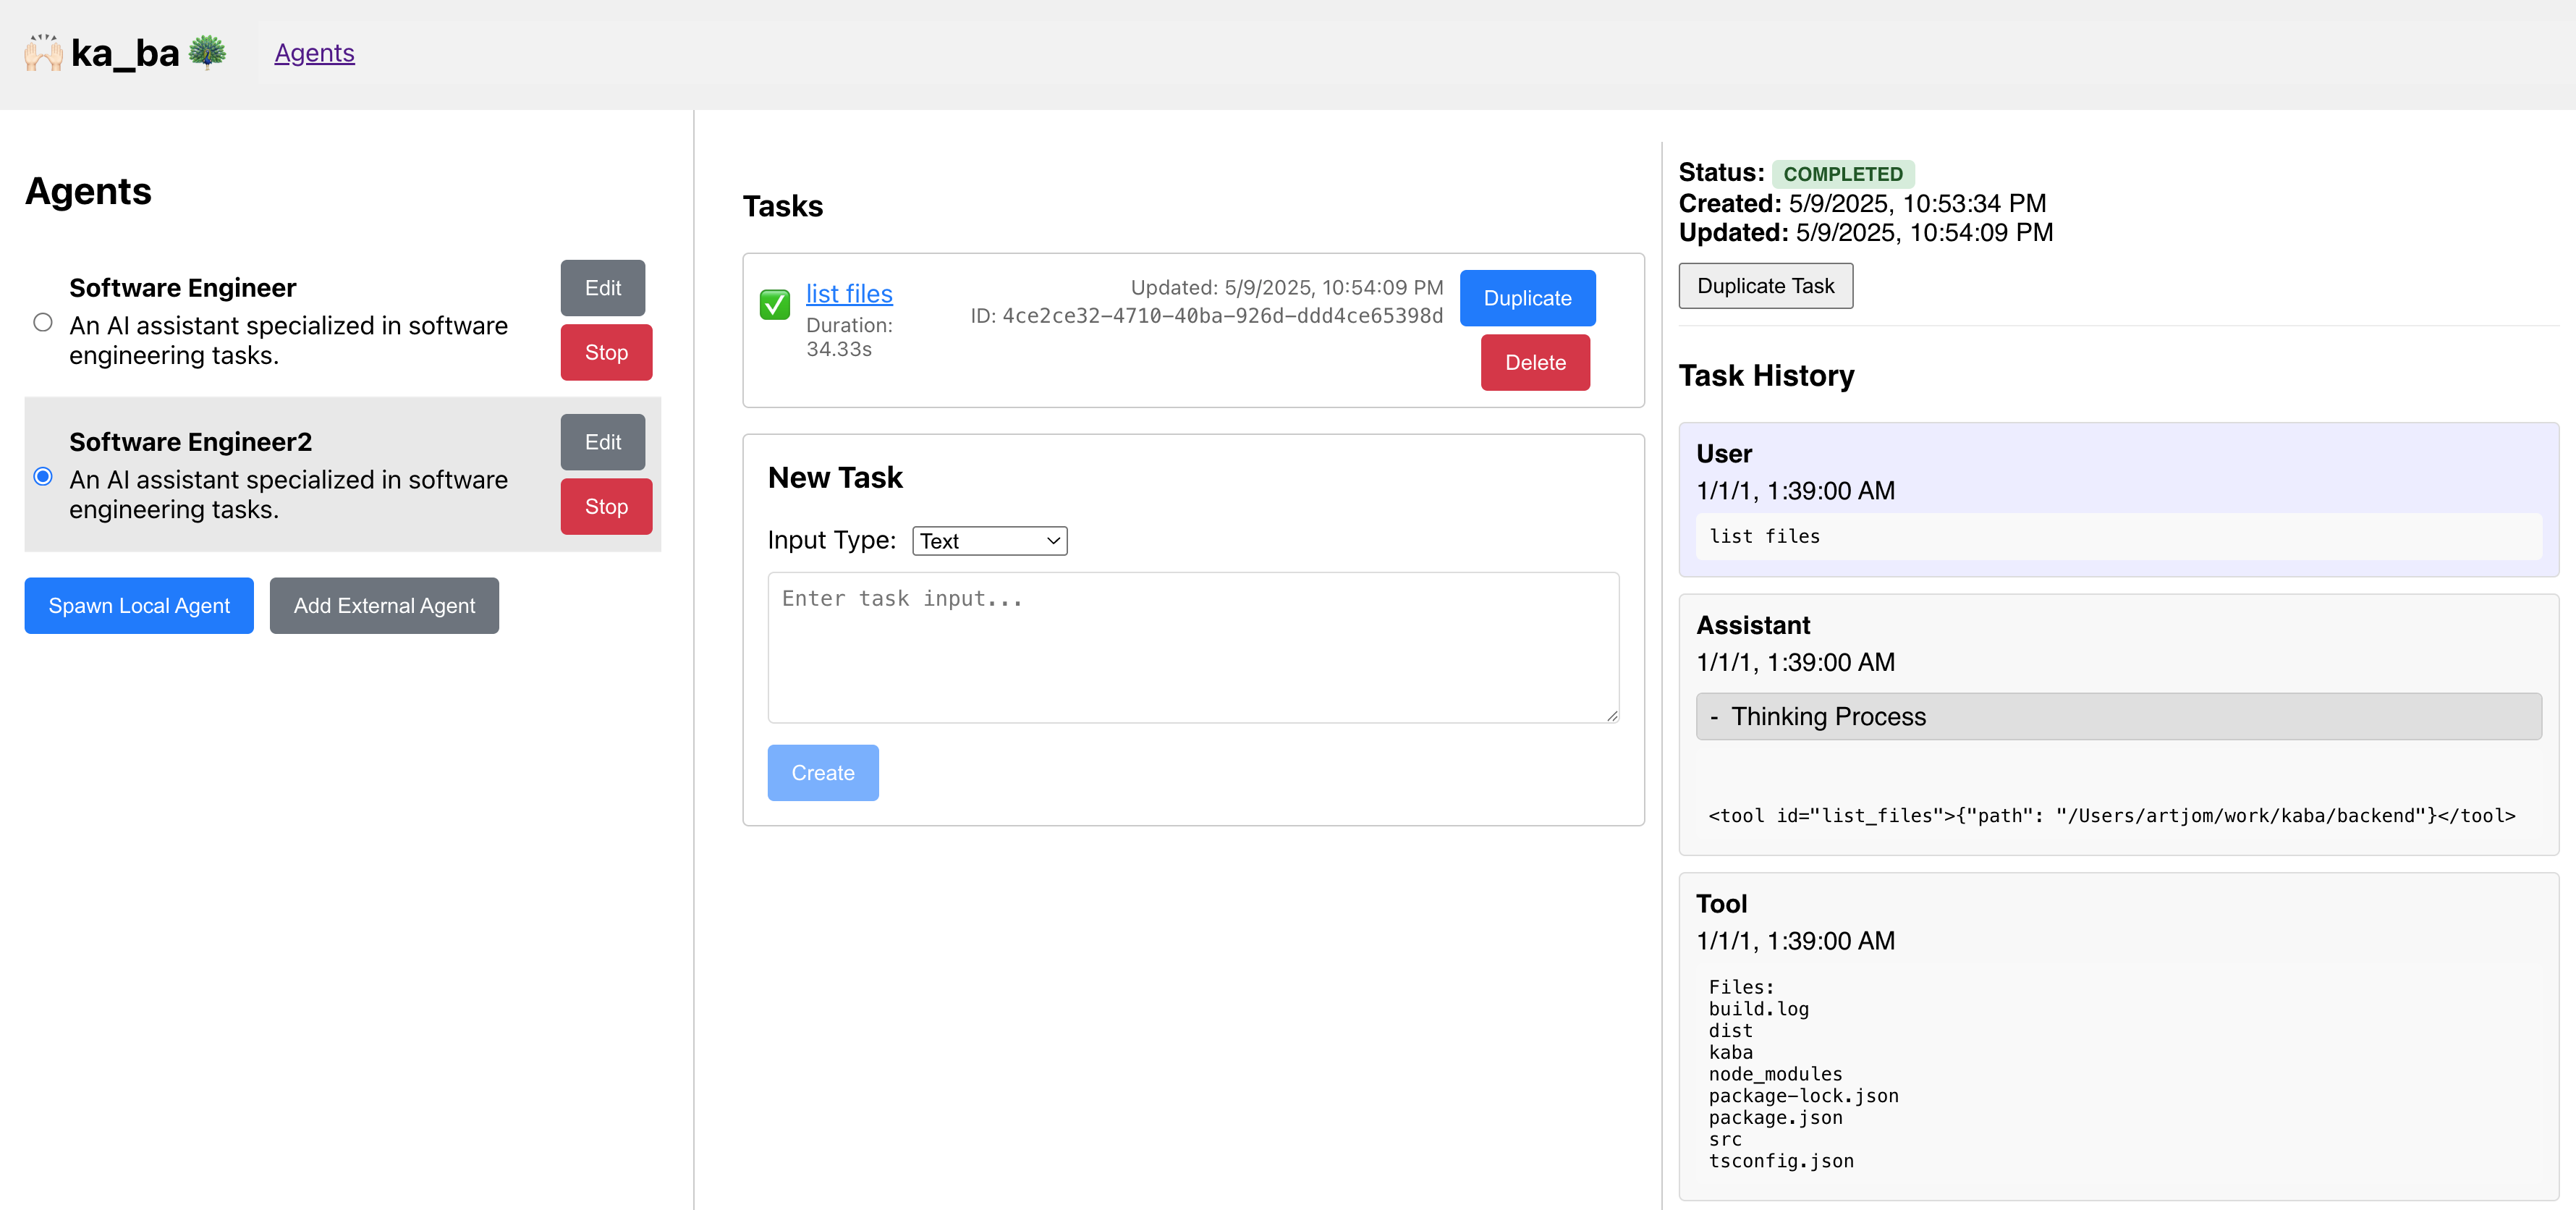 ka_ba
Agents
Agents
Software Engineer
An AI assistant specialized in software
engineering tasks.
Edit
Stop
Software Engineer2
An AI assistant specialized in software
engineering tasks.
Edit
Stop
Spawn Local Agent
Add External Agent
Tasks
list files
Duration:
34.33s
Updated: 5/9/2025, 10:54:09 PM
ID: 4ce2ce32-4710-40ba-926d-ddd4ce65398d
Duplicate
Delete
New Task
Input Type: Text
Enter task input...
Create
Status: COMPLETED
Created: 5/9/2025, 10:53:34 PM
Updated: 5/9/2025, 10:54:09 PM
Duplicate Task
Task History
User
1/1/1, 1:39:00 AM
list files
Assistant
1/1/1, 1:39:00 AM
- Thinking Process
<tool id="list_files">{"path": "/Users/artjom/work/kaba/backend"}</tool>
Tool
1/1/1, 1:39:00 AM
Files:
build.log
dist
kaba
node_modules
package-lock.json
package.json
src
tsconfig.json